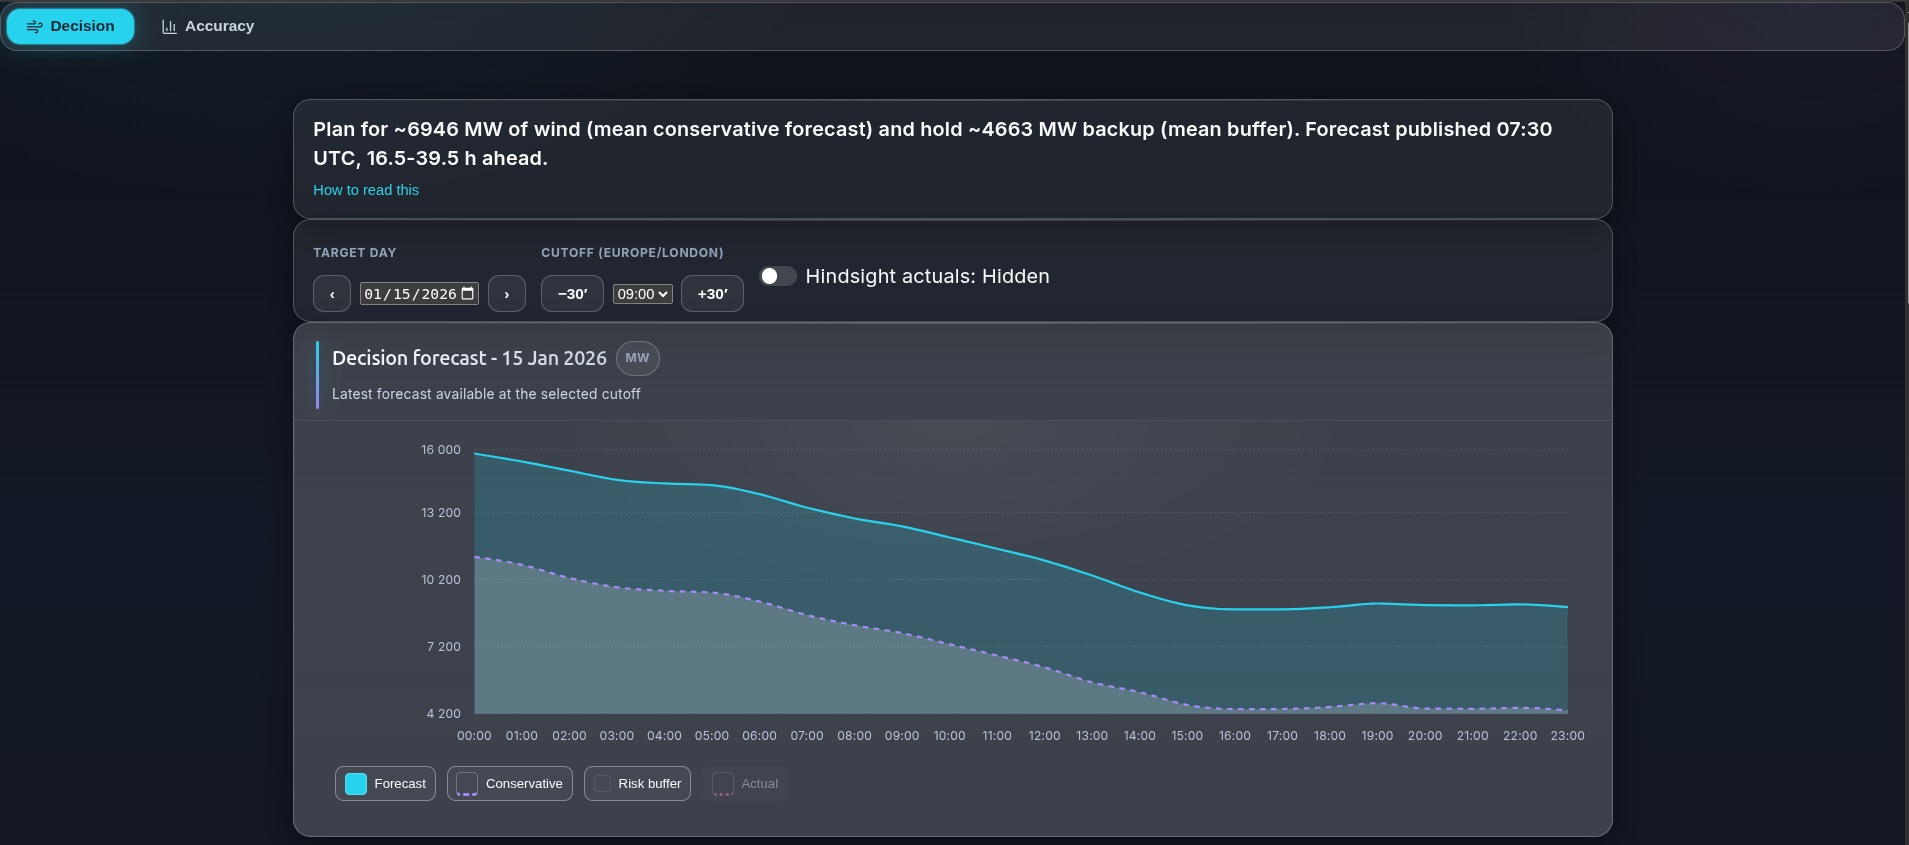 Decision Accuracy
Plan for ~6946 MW of wind (mean conservative forecast) and hold ~4663 MW backup (mean buffer). Forecast published 07:30
UTC, 16.5-39.5 h ahead.
How to read this
TARGET DAY CUTOFF (EUROPE/LONDON)
‹ 01/15/2026 › −30′ 09:00 +30′ Hindsight actuals: Hidden
Decision forecast - 15 Jan 2026 MW
Latest forecast available at the selected cutoff
16 000
13 200
10 200
7 200
4 200
00:00 01:00 02:00 03:00 04:00 05:00 06:00 07:00 08:00 09:00 10:00 11:00 12:00 13:00 14:00 15:00 16:00 17:00 18:00 19:00 20:00 21:00 22:00 23:00
Forecast Conservative Risk buffer Actual